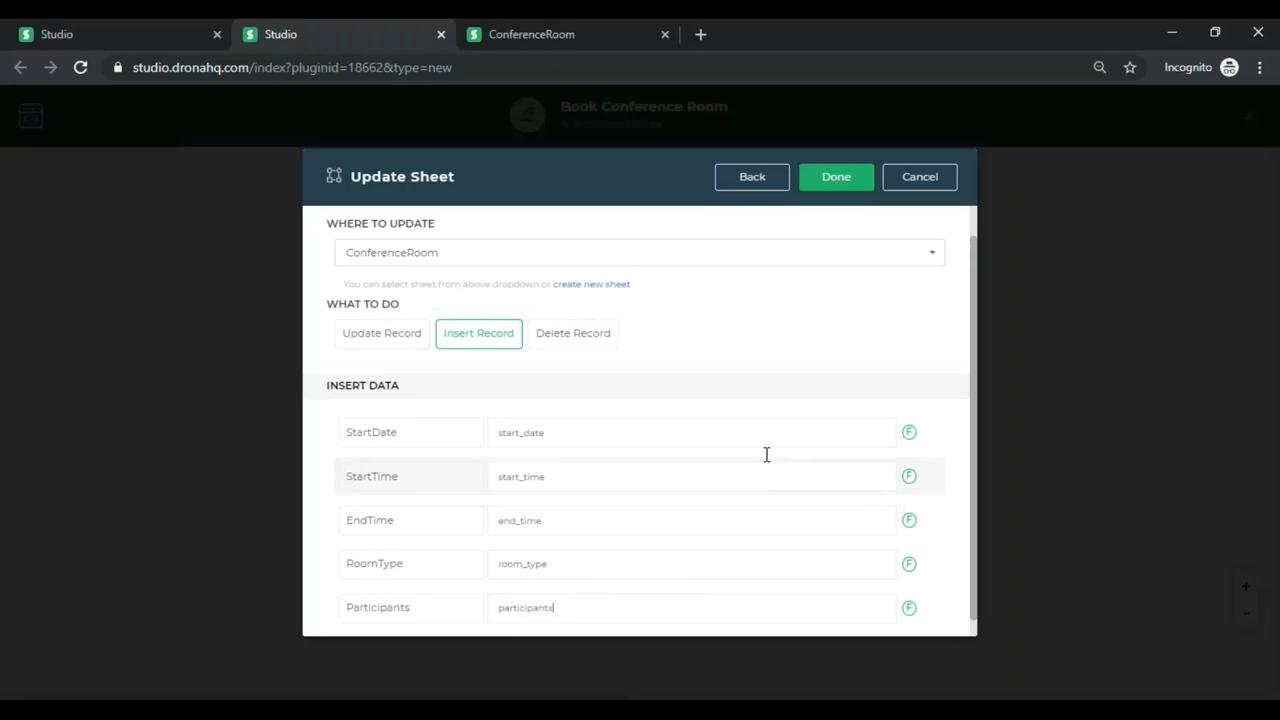 Studio
Studio
ConferenceRoom
studio.dronahq.com/index?pluginid=18662&type=new
Incognito
Book Conference Room
Update Sheet
Back
Done
Cancel
WHERE TO UPDATE
ConferenceRoom
You can select sheet from above dropdown or create new sheet
WHAT TO DO
Update Record
Insert Record
Delete Record
INSERT DATA
StartDate
start_date
F
StartTime
start_time
F
EndTime
end_time
F
RoomType
room_type
F
Participants
participants
F